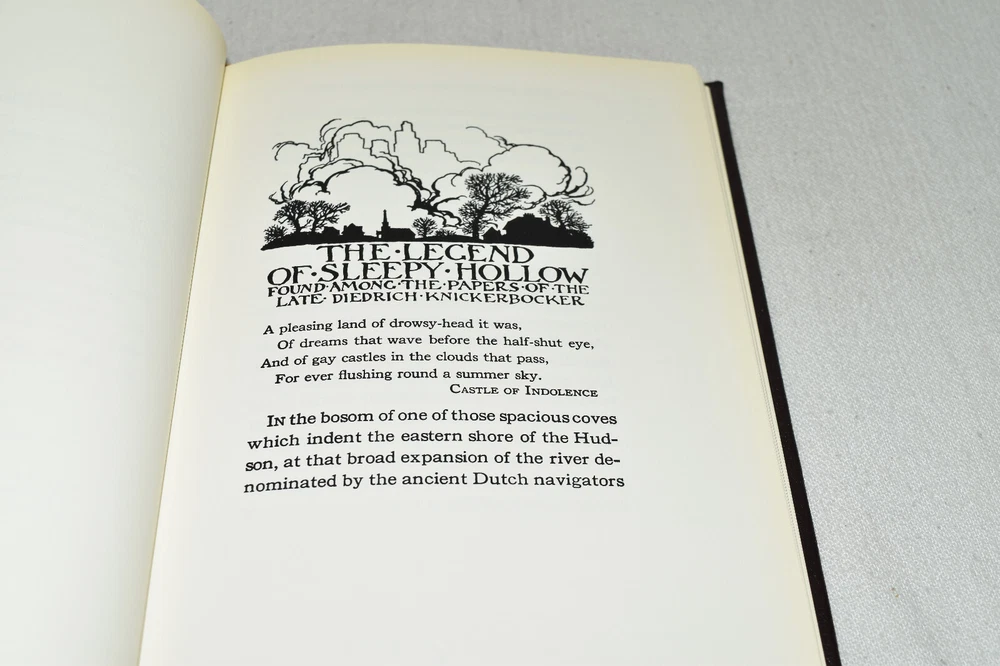 THE·LEGEND
OF·SLEEPY·HOLLOW
FOUND·AMONG·THE·PAPERS·OF·THE
LATE·DIEDRICH·KNICKERBOCKER
A pleasing land of drowsy-head it was,
Of dreams that wave before the half-shut eye,
And of gay castles in the clouds that pass,
For ever flushing round a summer sky.
CASTLE OF INDOLENCE
IN the bosom of one of those spacious coves
which indent the eastern shore of the Hud-
son, at that broad expansion of the river de-
nominated by the ancient Dutch navigators